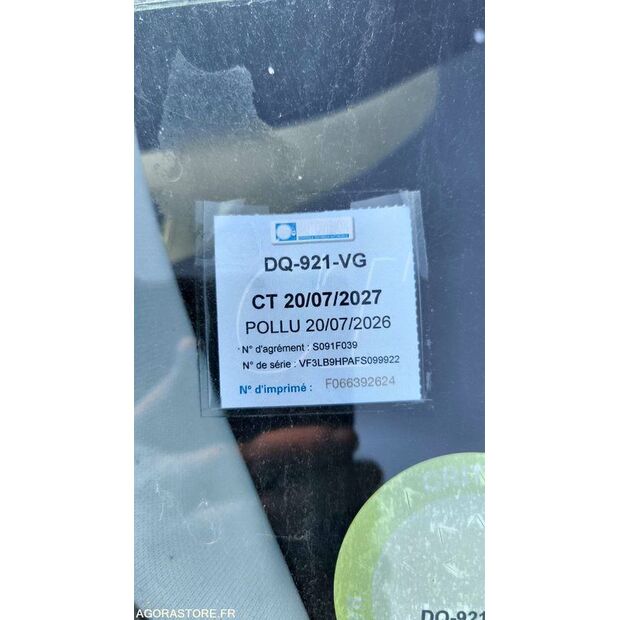 DQ-921-VG
CT 20/07/2027
POLLU 20/07/2026
N° d'agrément : S091F039
N° de série : VF3LB9HPAFS099922
N° d'imprimé : F066392624
CRIT
DQ-921
AGORASTORE.FR